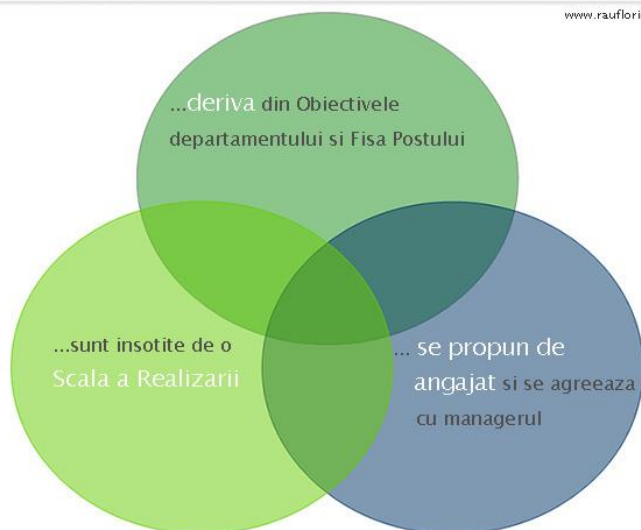 www.rauflori
...deriva din Obiectivele
departamentului si Fisa Postului
...sunt insotite de o
Scala a Realizarii
... se propun de
angajat si se agreeaza
cu managerul